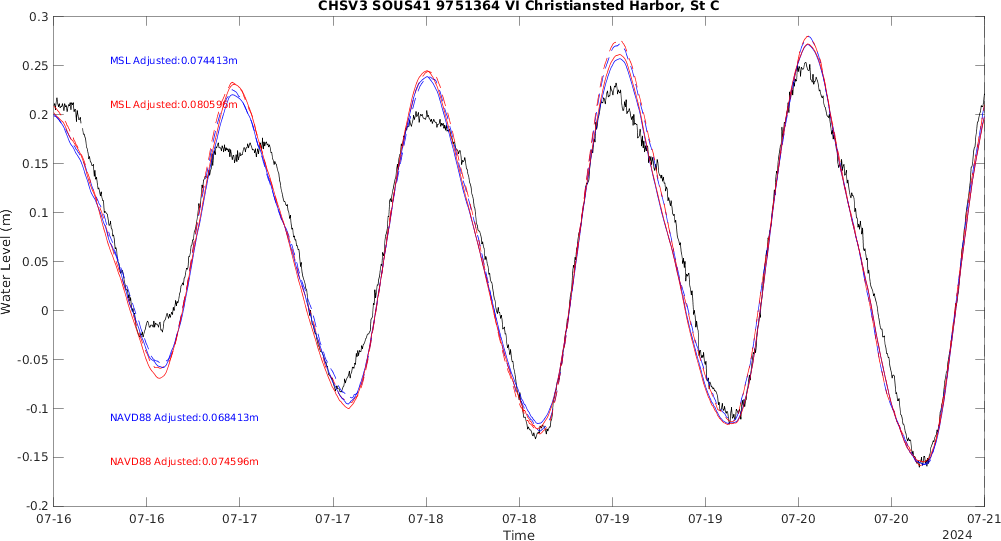 CHSV3 SOUS41 9751364 VI Christiansted Harbor, St C
0.3
0.25
0.2
0.15
0.1
0.05
0
-0.05
-0.1
-0.15
-0.2
Water Level (m)
MSL Adjusted:0.074413m
MSL Adjusted:0.080596m
NAVD88 Adjusted:0.068413m
NAVD88 Adjusted:0.074596m
07-16 07-16 07-17 07-17 07-18 07-18 07-19 07-19 07-20 07-20 07-21
Time
2024